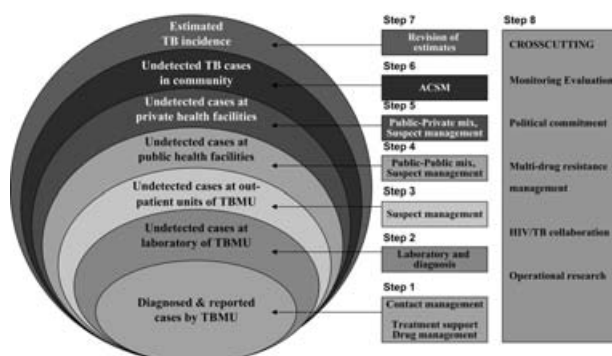 Estimated
TB incidence
Undetected TB cases
in community
Undetected cases at
private health facilities
Undetected cases at
public health facilities
Undetected cases at out-
patient units of TBMU
Undetected cases at
laboratory of TBMU
Diagnosed & reported
cases by TBMU
Step 7
Revision of
estimates
Step 6
ACSM
Step 5
Public-Private mix,
Suspect management
Step 4
Public-Public mix,
Suspect management
Step 3
Suspect management
Step 2
Laboratory and
diagnosis
Step 1
Contact management
Treatment support
Drug management
Step 8
CROSSCUTTING
Monitoring Evaluation
Political commitment
Multi-drug resistance
management
HIV/TB collaboration
Operational research